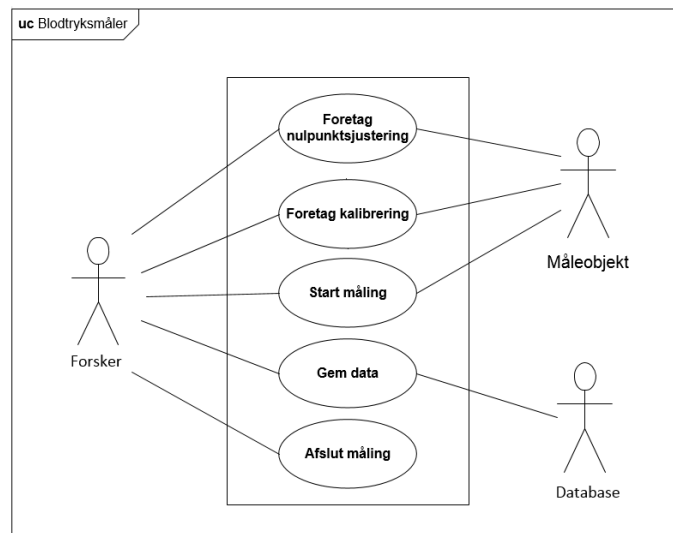 uc Blodtryksmåler
Foretag
nulpunktsjustering
Foretag kalibrering
Måleobjekt
Start måling
Forsker
Gem data
Afslut måling
Database